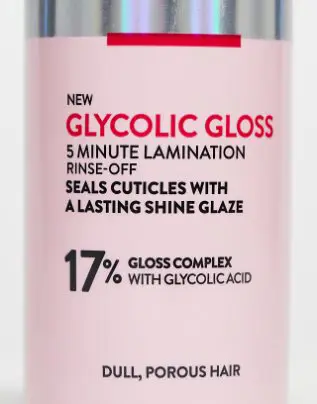 NEW
GLYCOLIC GLOSS
5 MINUTE LAMINATION
RINSE-OFF
SEALS CUTICLES WITH
A LASTING SHINE GLAZE
17% GLOSS COMPLEX
WITH GLYCOLIC ACID
DULL, POROUS HAIR